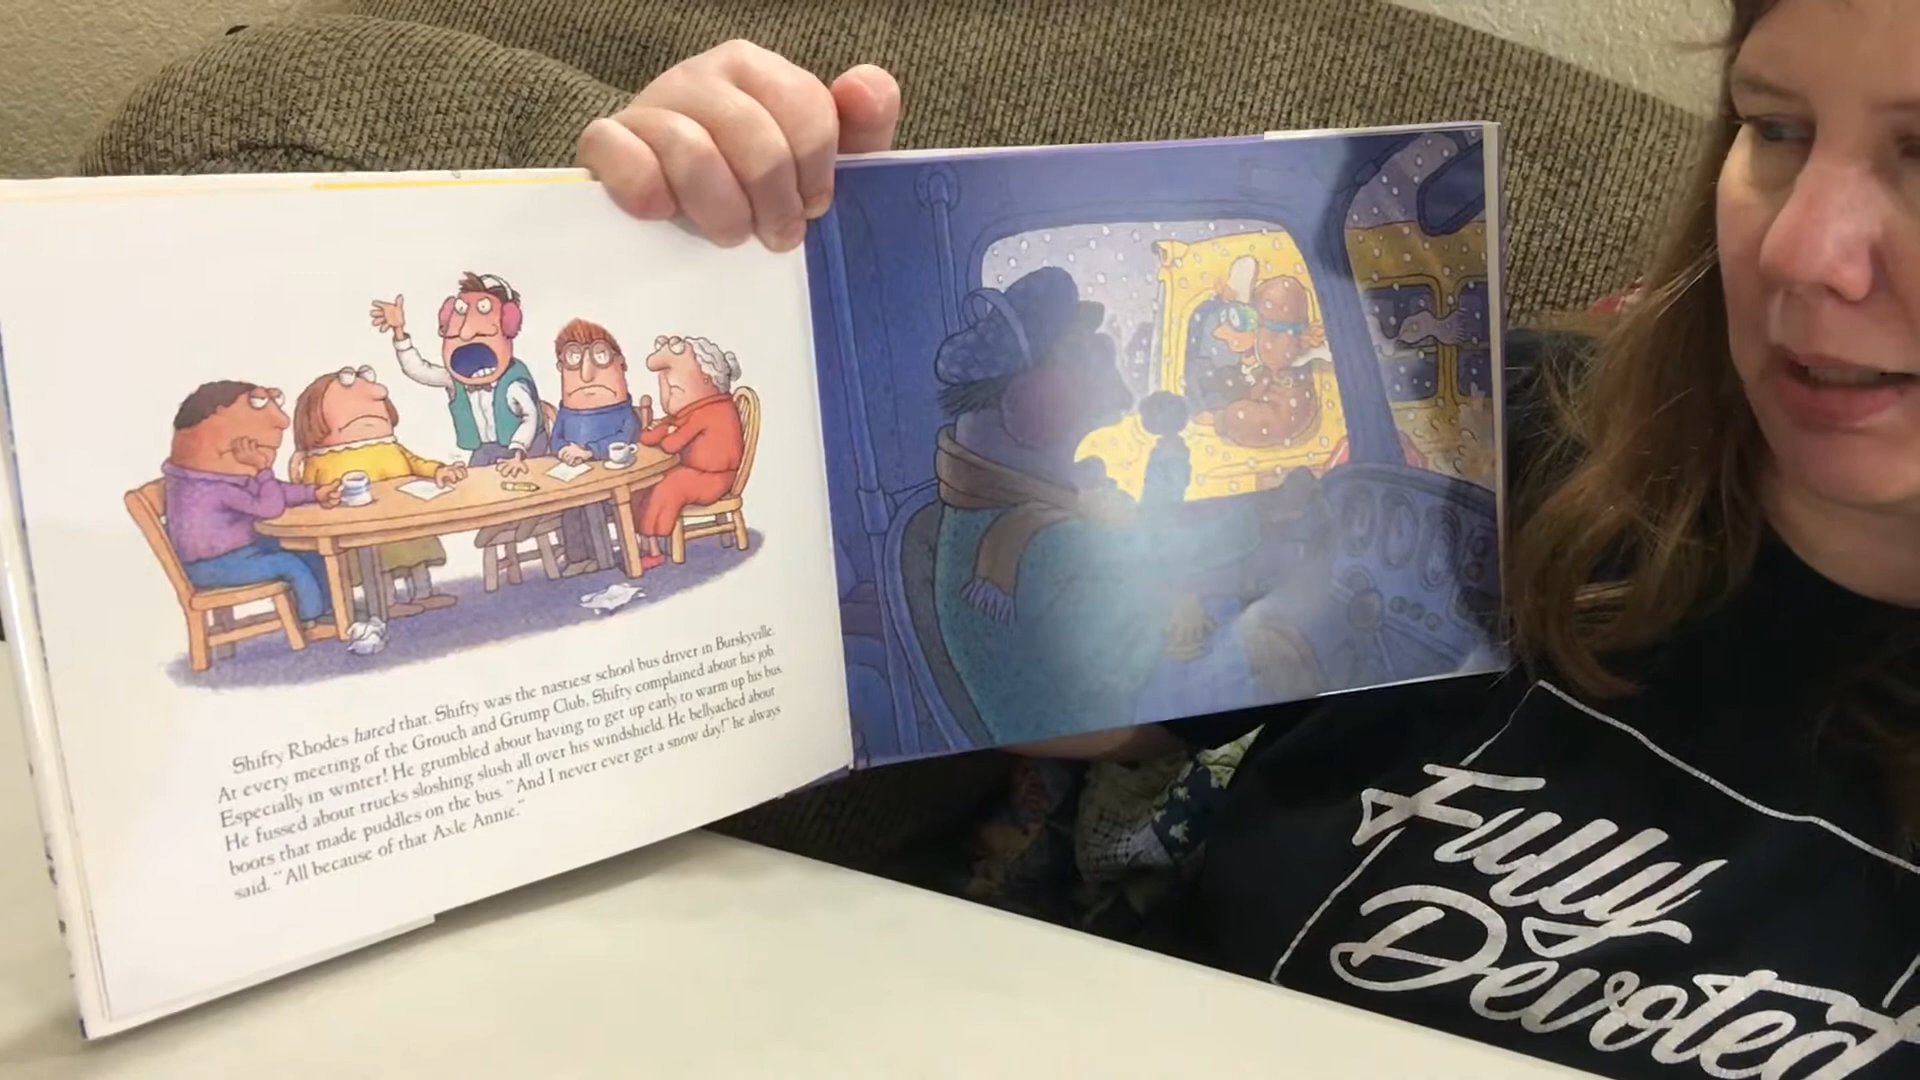 Shifty Rhodes hated that. Shifty was the nastiest school bus driver in Burskyville.
At every meeting of the Grouch and Grump Club, Shifty complained about his job.
Especially in winter! He grumbled about having to get up early to warm up his bus.
He fussed about trucks sloshing slush all over his windshield. He bellyached about
boots that made puddles on the bus. "And I never ever get a snow day!" he always
said. "All because of that Axle Annie."
Fully
Devoted